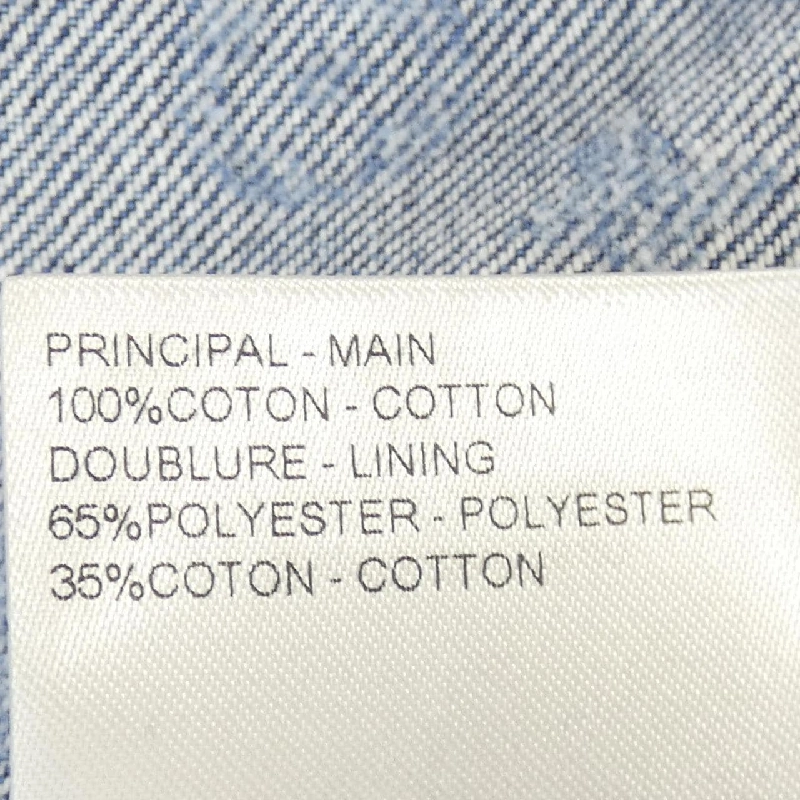 PRINCIPAL - MAIN
100%COTON - COTTON
DOUBLURE - LINING
65%POLYESTER - POLYESTER
35%COTON - COTTON